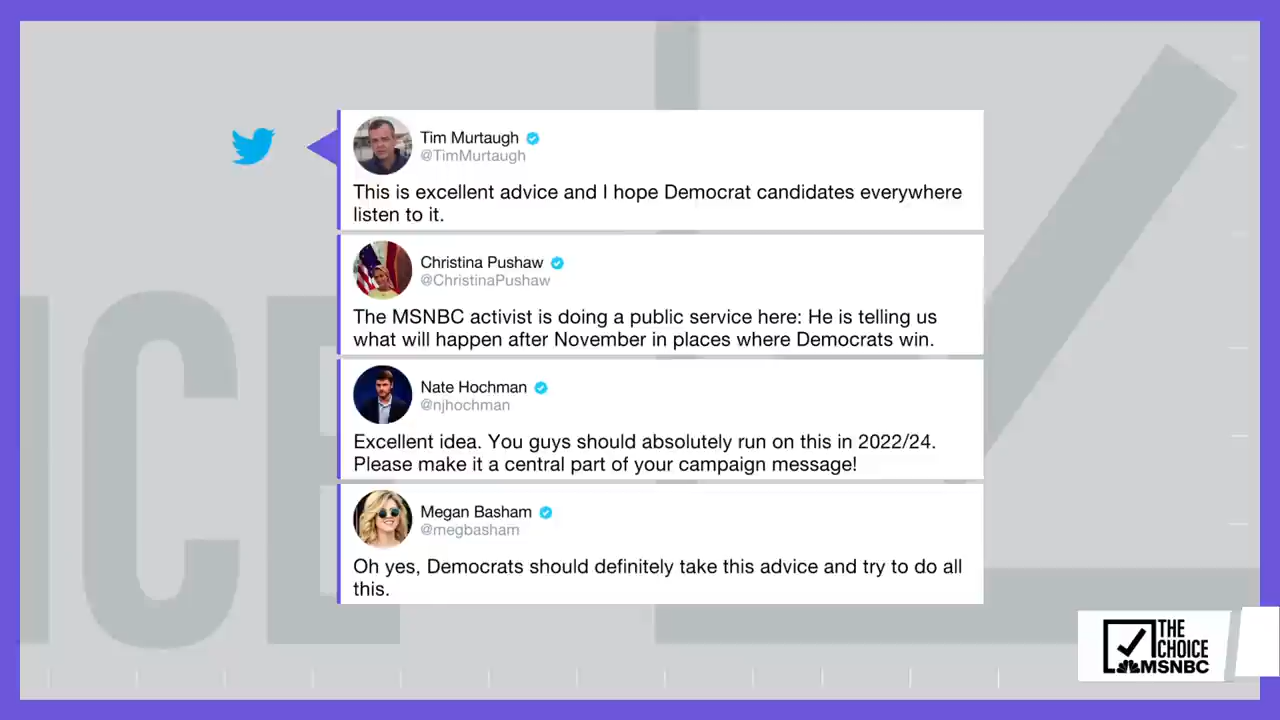 Tim Murtaugh
@TimMurtaugh
This is excellent advice and I hope Democrat candidates everywhere
listen to it.
Christina Pushaw
@ChristinaPushaw
The MSNBC activist is doing a public service here: He is telling us
what will happen after November in places where Democrats win.
Nate Hochman
@njhochman
Excellent idea. You guys should absolutely run on this in 2022/24.
Please make it a central part of your campaign message!
Megan Basham
@megbasham
Oh yes, Democrats should definitely take this advice and try to do all
this.
ICE
THE
CHOICE
MSNBC